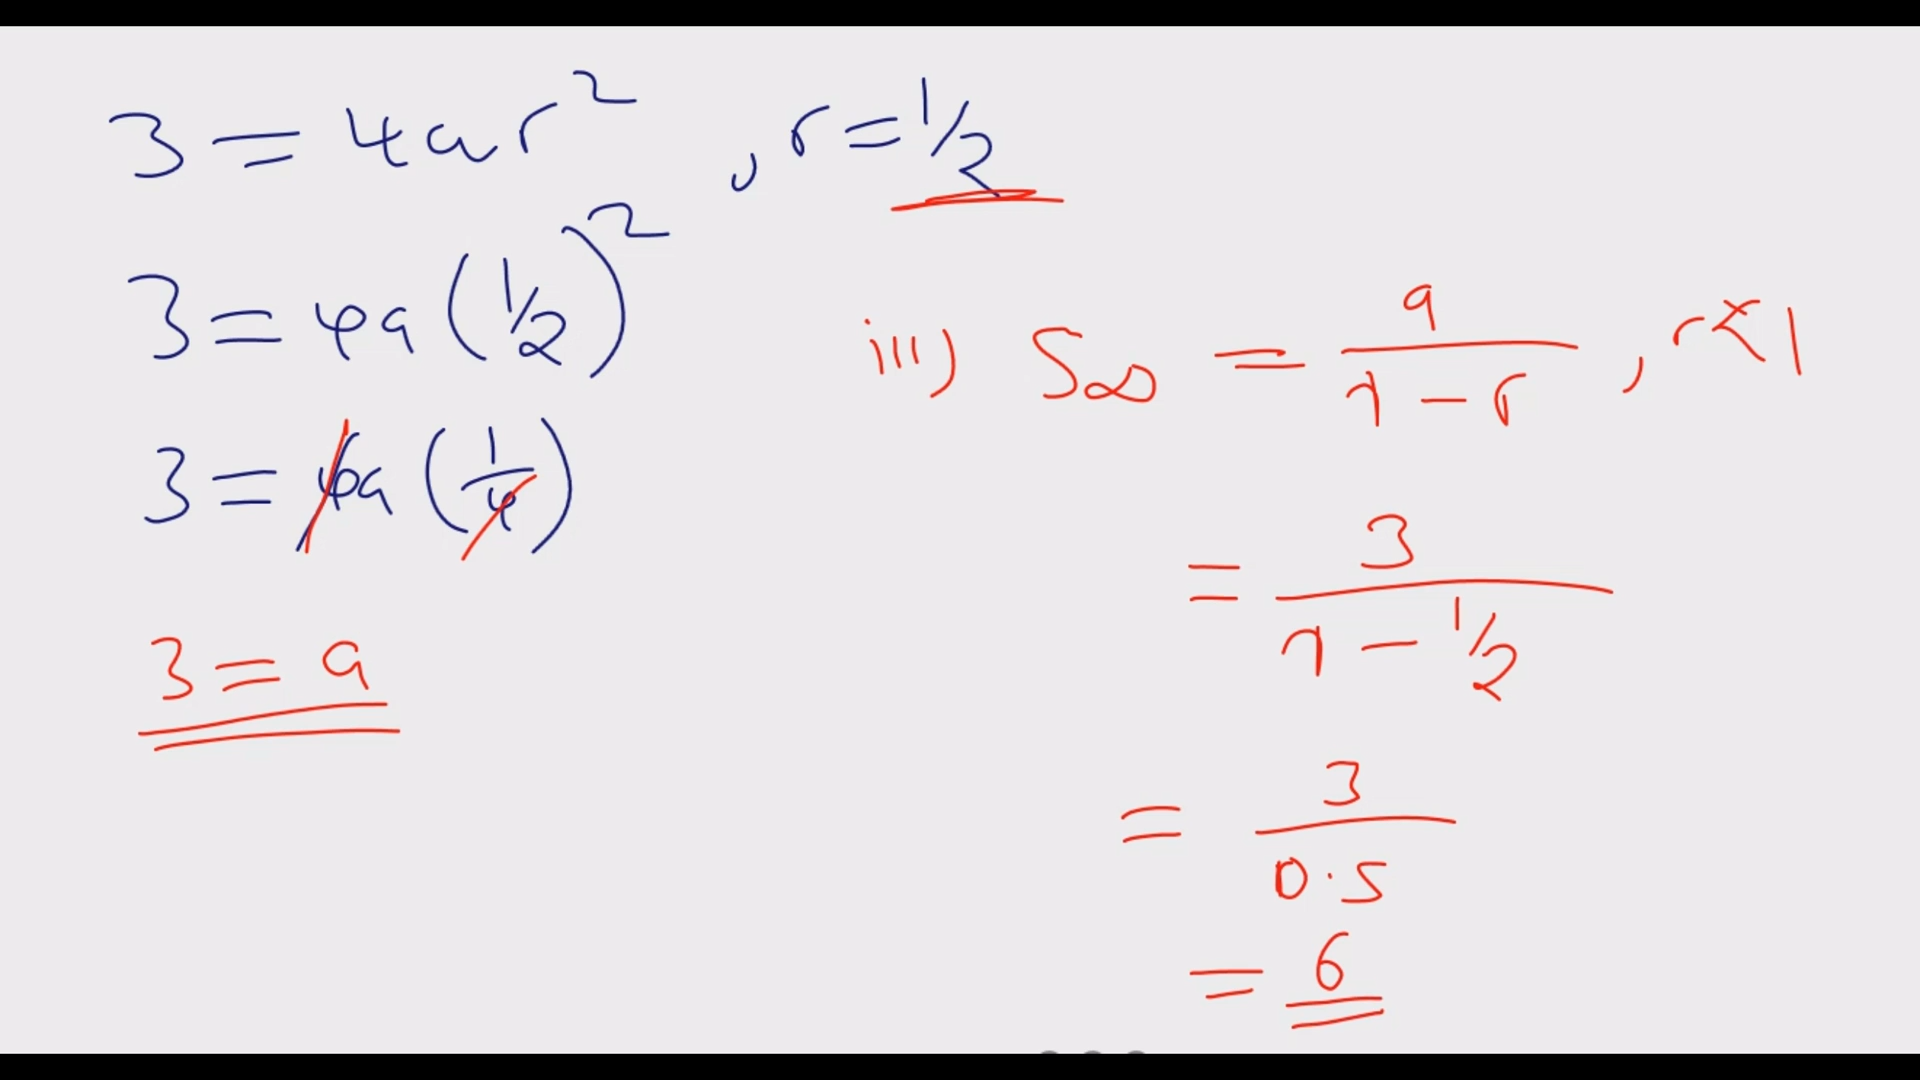 3 = 4ar² , r = 1/2
3 = 4a (1/2)²
3 = 4a (1/4)
3 = a
iii) S∞ = a/(1 - r) , r < 1
= 3/(1 - 1/2)
= 3/0.5
= 6